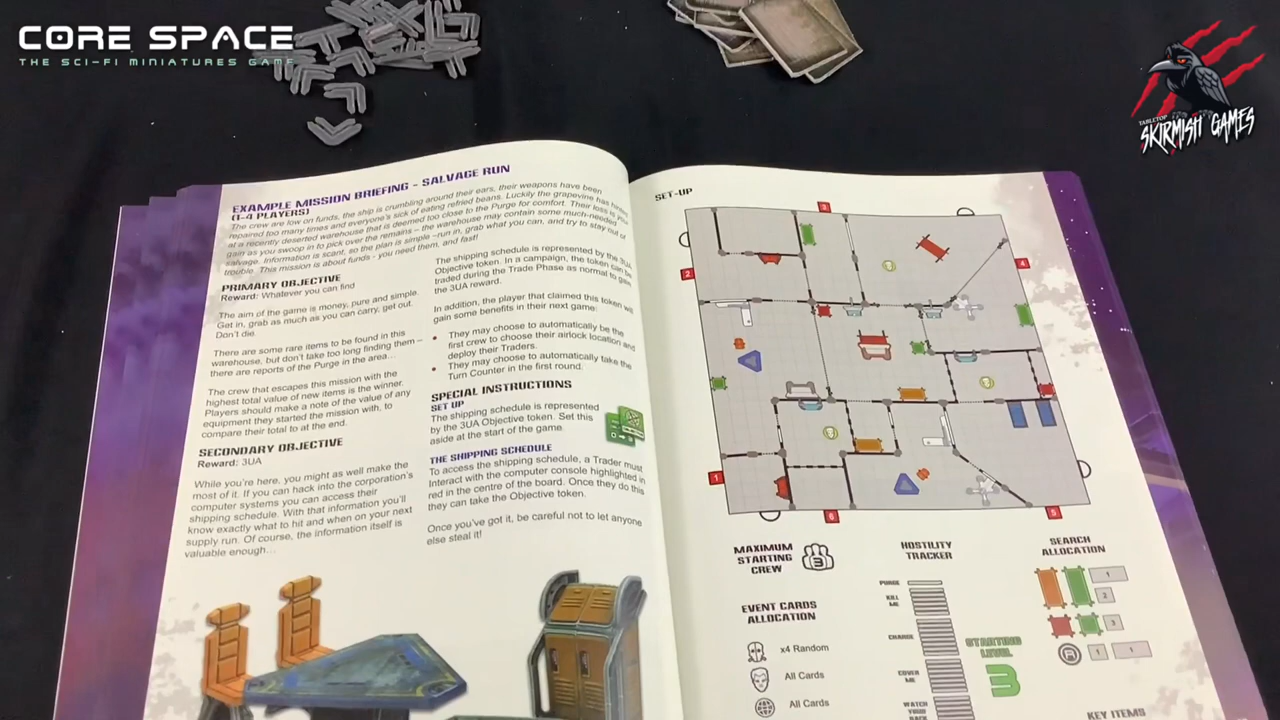 CORE SPACE
THE SCI-FI MINIATURES GAME
TABLETOP
SKIRMISH GAMES
EXAMPLE MISSION BRIEFING - SALVAGE RUN
(1-4 PLAYERS)
The crew are low on funds, the ship is crumbling around their ears, their weapons have been
repaired too many times and everyone's sick of eating refried beans. Luckily the grapevine has
at a recently deserted warehouse that is deemed too close to the Purge for comfort. Their loss is your
gain as you swoop in to pick over the remains – the warehouse may contain some much-needed
salvage. Information is scant, so the plan is simple –run in, grab what you can, and try to stay out of
trouble. This mission is about funds - you need them, and fast!
PRIMARY OBJECTIVE
Reward: Whatever you can find
The aim of the game is money, pure and simple.
Get in, grab as much as you can carry, get out.
Don't die.
There are some rare items to be found in this
warehouse, but don't take too long finding them –
there are reports of the Purge in the area…
The crew that escapes this mission with the
highest total value of new items is the winner.
Players should make a note of the value of any
equipment they started the mission with, to
compare their total to at the end.
SECONDARY OBJECTIVE
Reward: 3UA
While you're here, you might as well make the
most of it. If you can hack into the corporation's
computer systems you can access their
shipping schedule. With that information you'll
know exactly what to hit and when on your next
supply run. Of course, the information itself is
valuable enough…
The shipping schedule is represented by the 3UA
Objective token. In a campaign, the token can be
traded during the Trade Phase as normal to gain
the 3UA reward.
In addition, the player that claimed this token will
gain some benefits in their next game:
• They may choose to automatically be the
first crew to choose their airlock location and
deploy their Traders.
• They may choose to automatically take the
Turn Counter in the first round.
SPECIAL INSTRUCTIONS
SET UP
The shipping schedule is represented
by the 3UA Objective token. Set this
aside at the start of the game.
THE SHIPPING SCHEDULE
To access the shipping schedule, a Trader must
Interact with the computer console highlighted in
red in the centre of the board. Once they do this
they can take the Objective token.
Once you've got it, be careful not to let anyone
else steal it!
SET-UP
3
2
4
1
6
5
MAXIMUM
STARTING
CREW
3
EVENT CARDS
ALLOCATION
x4 Random
All Cards
All Cards
HOSTILITY
TRACKER
PURGE
KILL
ME
CHARGE
COVER
ME
WATCH
YOUR
BACK
STARTING
LEVEL
3
SEARCH
ALLOCATION
1
2
3
R
1
1
KEY ITEMS